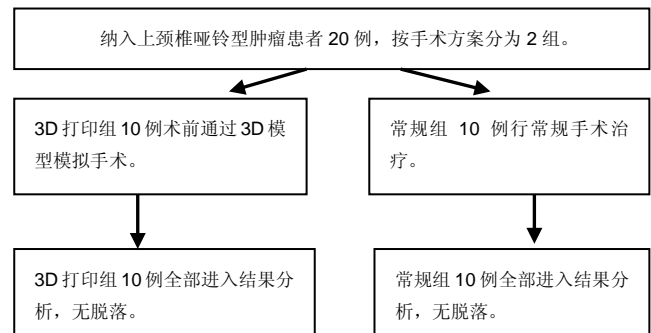 纳入上颈椎哑铃型肿瘤患者 20 例，按手术方案分为 2 组。
3D 打印组 10 例术前通过 3D 模
型模拟手术。
常规组 10 例行常规手术治
疗。
3D 打印组 10 例全部进入结果分
析，无脱落。
常规组 10 例全部进入结果分
析，无脱落。